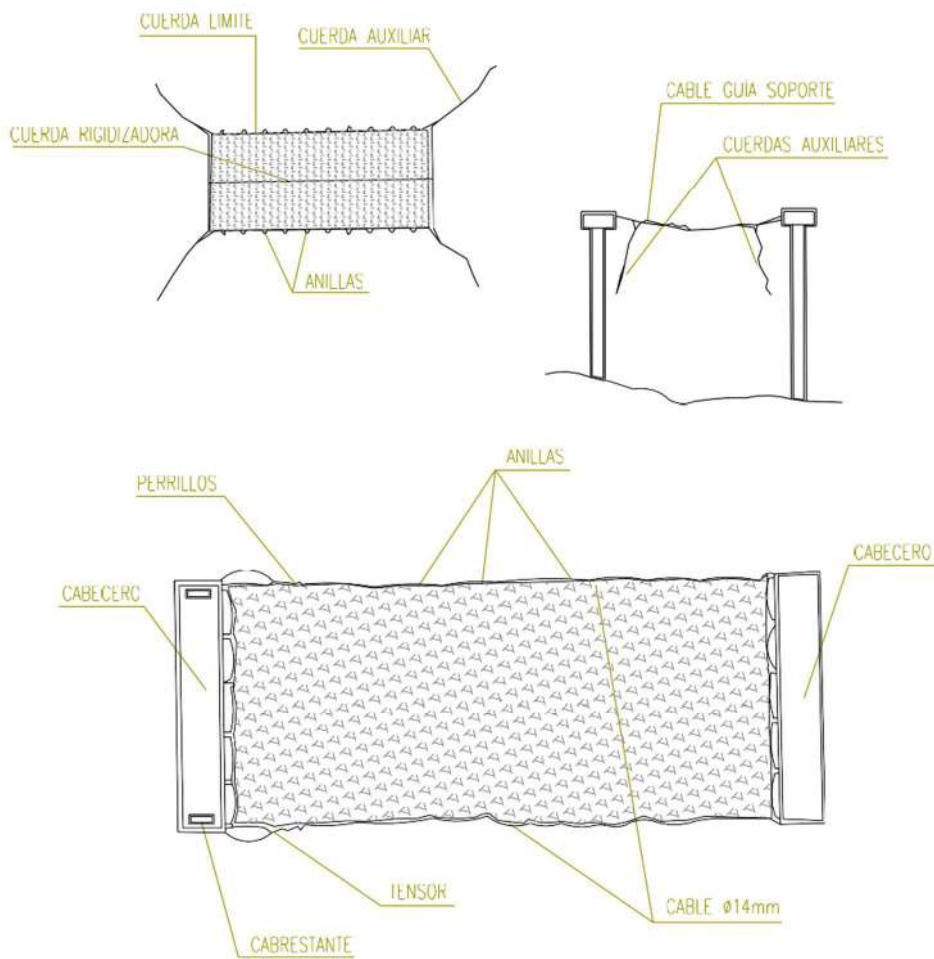 CUERDA LIMITE
CUERDA AUXILIAR
CUERDA RIGIDIZADORA
ANILLAS
CABLE GUÍA SOPORTE
CUERDAS AUXILIARES
ANILLAS
PERRILLOS
CABECERO
CABECERO
TENSOR
CABLE Ø14mm
CABRESTANTE